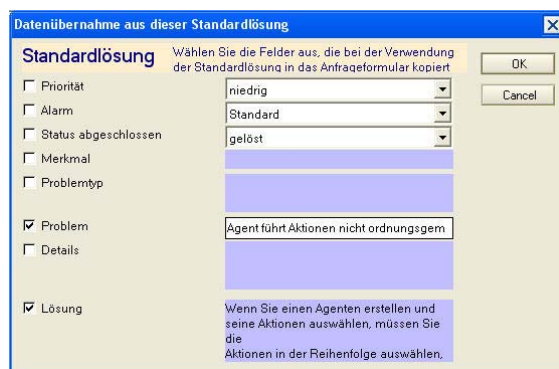 Datenübernahme aus dieser Standardlösung
Standardlösung
Wählen Sie die Felder aus, die bei der Verwendung
der Standardlösung in das Anfrageformular kopiert
OK
Cancel
Priorität
niedrig
Alarm
Standard
Status abgeschlossen
gelöst
Merkmal
Problemtyp
Problem
Agent führt Aktionen nicht ordnungsgem
Details
Lösung
Wenn Sie einen Agenten erstellen und
seine Aktionen auswählen, müssen Sie
die
Aktionen in der Reihenfolge auswählen,